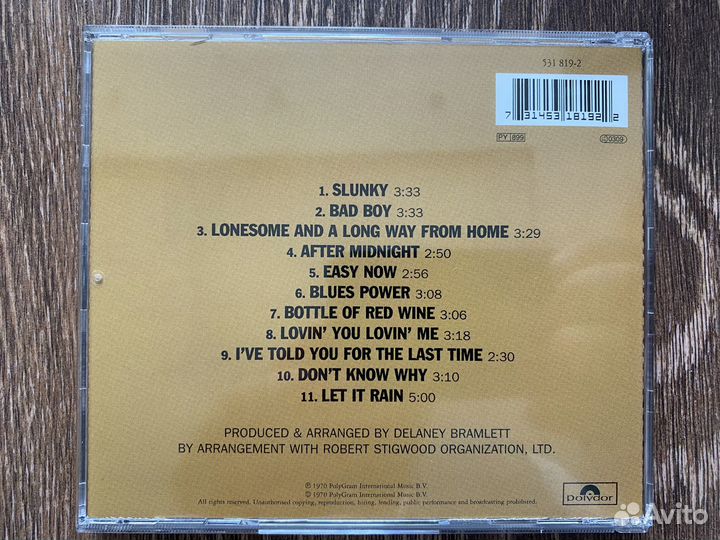 531 819-2
7 31453 18192 2
PY 899
0309
1. SLUNKY 3:33
2. BAD BOY 3:33
3. LONESOME AND A LONG WAY FROM HOME 3:29
4. AFTER MIDNIGHT 2:50
5. EASY NOW 2:56
6. BLUES POWER 3:08
7. BOTTLE OF RED WINE 3:06
8. LOVIN' YOU LOVIN' ME 3:18
9. I'VE TOLD YOU FOR THE LAST TIME 2:30
10. DON'T KNOW WHY 3:10
11. LET IT RAIN 5:00
PRODUCED & ARRANGED BY DELANEY BRAMLETT
BY ARRANGEMENT WITH ROBERT STIGWOOD ORGANIZATION, LTD.
℗ 1970 PolyGram International Music B.V.
© 1970 PolyGram International Music B.V.
All rights reserved. Unauthorised copying, reproduction, hiring, lending, public performance and broadcasting prohibited.
Polydor
Avito